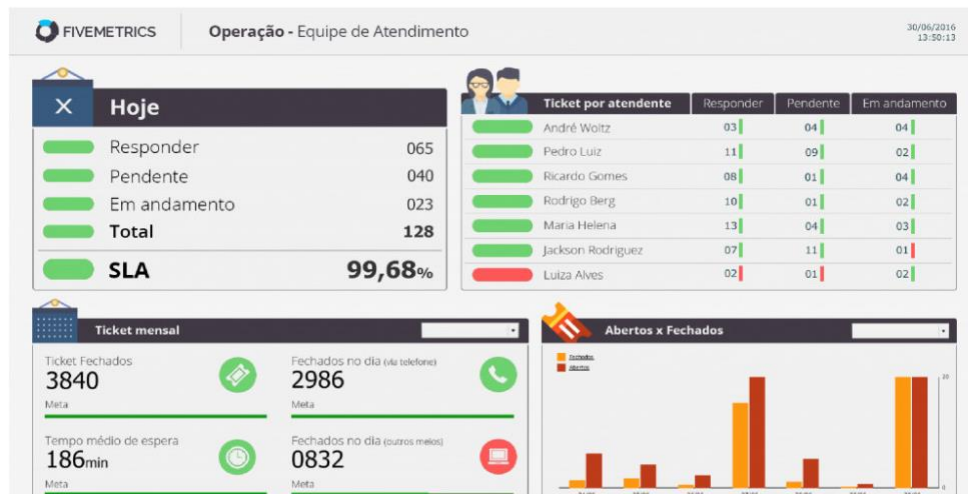 FIVEMETRICS
Operação - Equipe de Atendimento
30/06/2016
13:50:13
Hoje
Responder 065
Pendente 040
Em andamento 023
Total 128
SLA 99,68%
Ticket por atendente Responder Pendente Em andamento
André Woltz 03 04 04
Pedro Luiz 11 09 02
Ricardo Gomes 08 01 04
Rodrigo Berg 10 01 02
Maria Helena 13 04 03
Jackson Rodriguez 07 11 01
Luiza Alves 02 01 02
Ticket mensal
Ticket Fechados
3840
Meta
Fechados no dia (via telefone)
2986
Meta
Tempo médio de espera
186min
Meta
Fechados no dia (outros meios)
0832
Meta
Abertos x Fechados
Fechados
Abertos
20
0